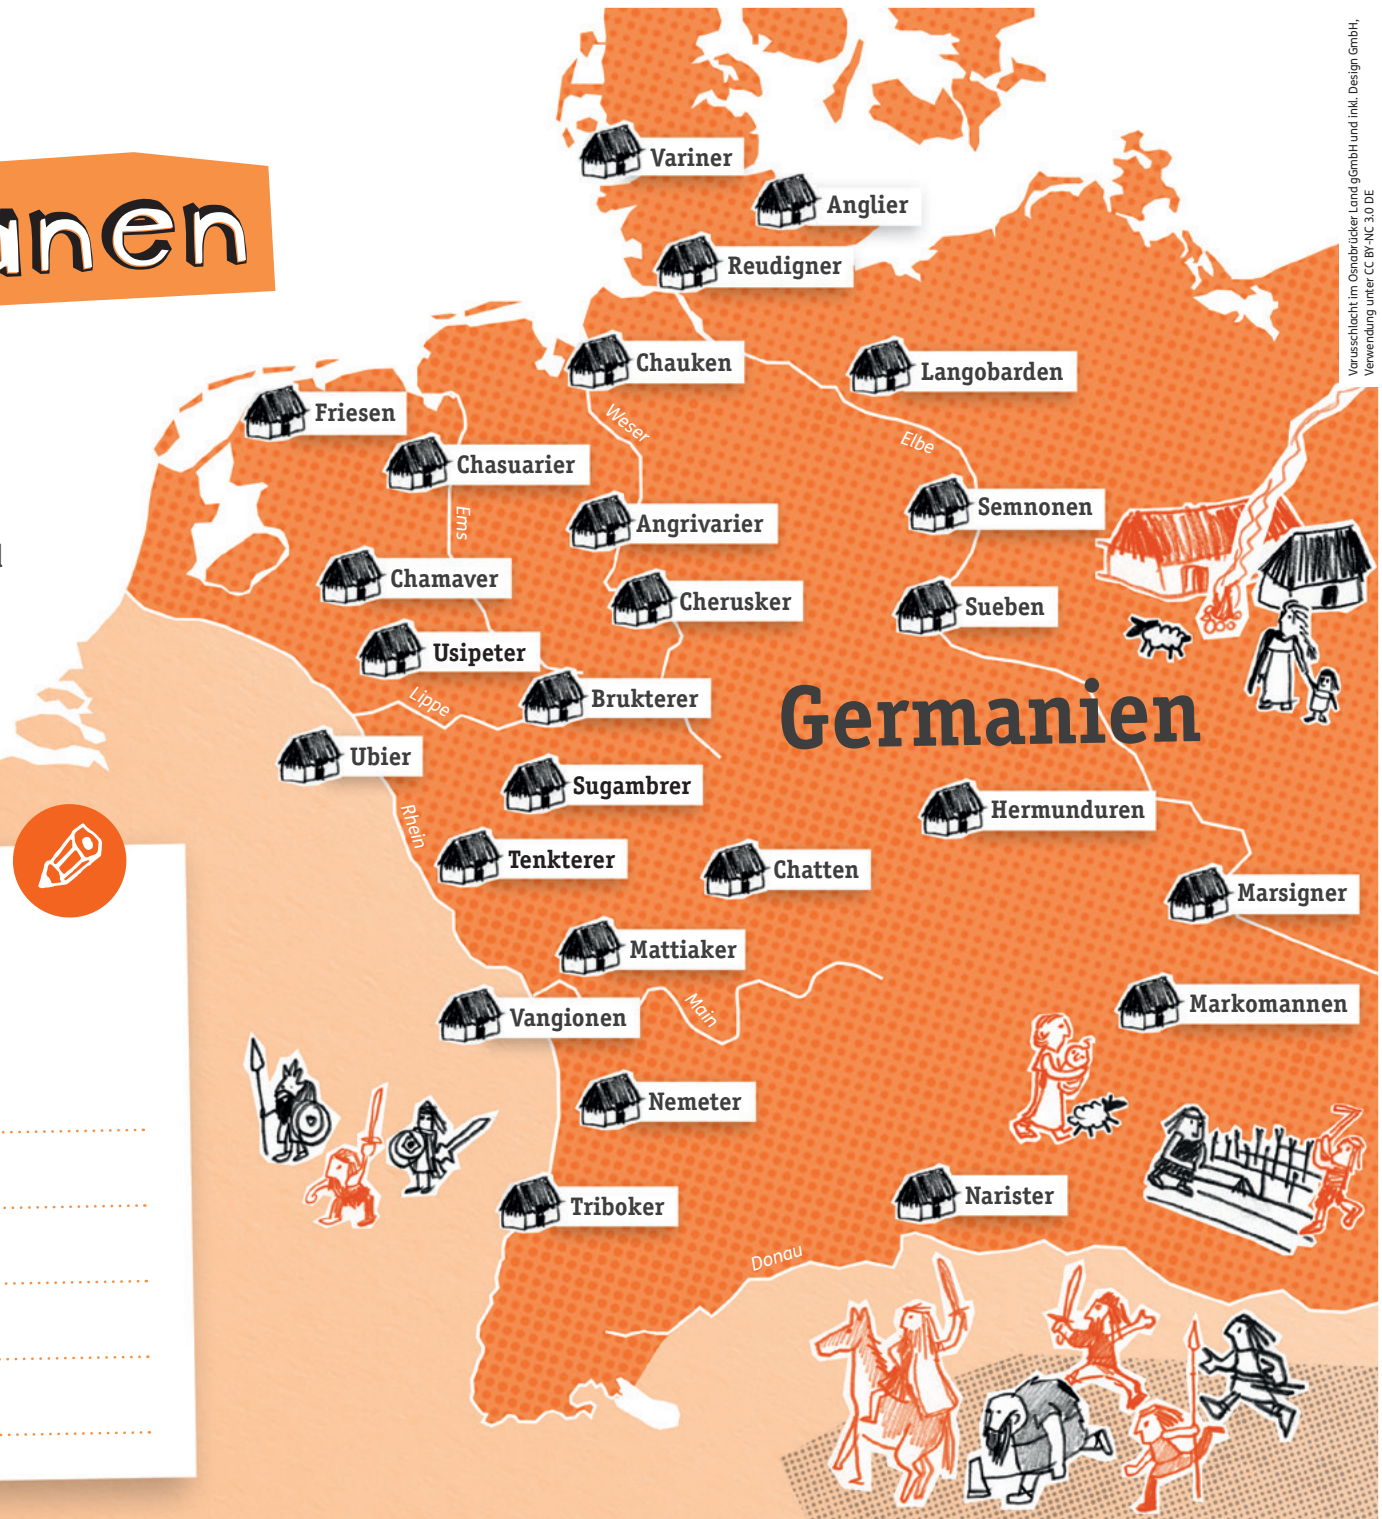 anen
Variner
Anglier
Reudigner
Chauken
Langobarden
Friesen
Weser
Elbe
Chasuarier
Ems
Semnonen
Angrivarier
Chamaver
Cherusker
Sueben
Usipeter
Lippe
Brukterer
Germanien
Ubier
Sugambrer
Rhein
Hermunduren
Tenkterer
Chatten
Marsigner
Mattiaker
Main
Vangionen
Markomannen
Nemeter
Triboker
Narister
Donau
Varusschlacht im Osnabrücker Land gGmbH und inkl. Design GmbH,
Verwendung unter CC BY-NC 3.0 DE